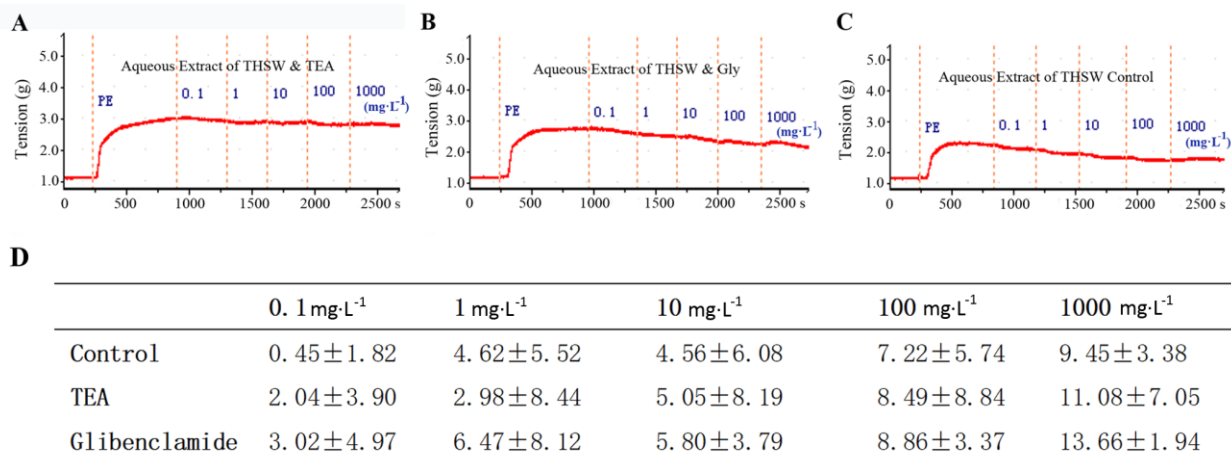 A
5.0
4.0
3.0
2.0
1.0
Tension (g)
Aqueous Extract of THSW & TEA
PE
0.1 1 10 100 1000
(mg·L-1)
0 500 1000 1500 2000 2500 s
B
5.0
4.0
3.0
2.0
1.0
Tension (g)
Aqueous Extract of THSW & Gly
PE
0.1 1 10 100 1000
(mg·L-1)
0 500 1000 1500 2000 2500 s
C
5.0
4.0
3.0
2.0
1.0
Tension (g)
Aqueous Extract of THSW Control
PE
0.1 1 10 100 1000
(mg·L-1)
0 500 1000 1500 2000 2500 s
D
0.1 mg·L-1 1 mg·L-1 10 mg·L-1 100 mg·L-1 1000 mg·L-1
Control 0.45±1.82 4.62±5.52 4.56±6.08 7.22±5.74 9.45±3.38
TEA 2.04±3.90 2.98±8.44 5.05±8.19 8.49±8.84 11.08±7.05
Glibenclamide 3.02±4.97 6.47±8.12 5.80±3.79 8.86±3.37 13.66±1.94